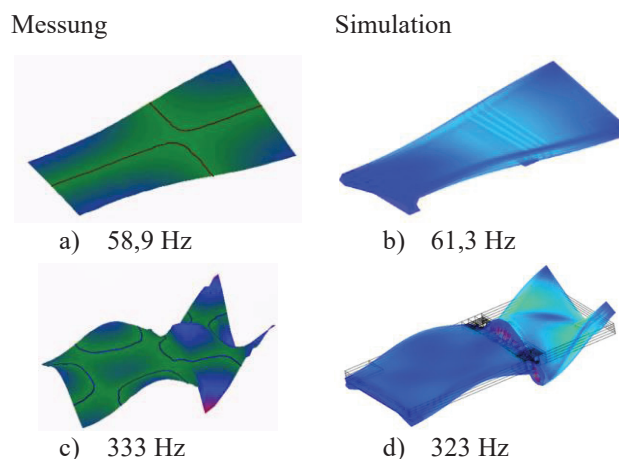 Messung Simulation
a) 58,9 Hz b) 61,3 Hz
c) 333 Hz d) 323 Hz